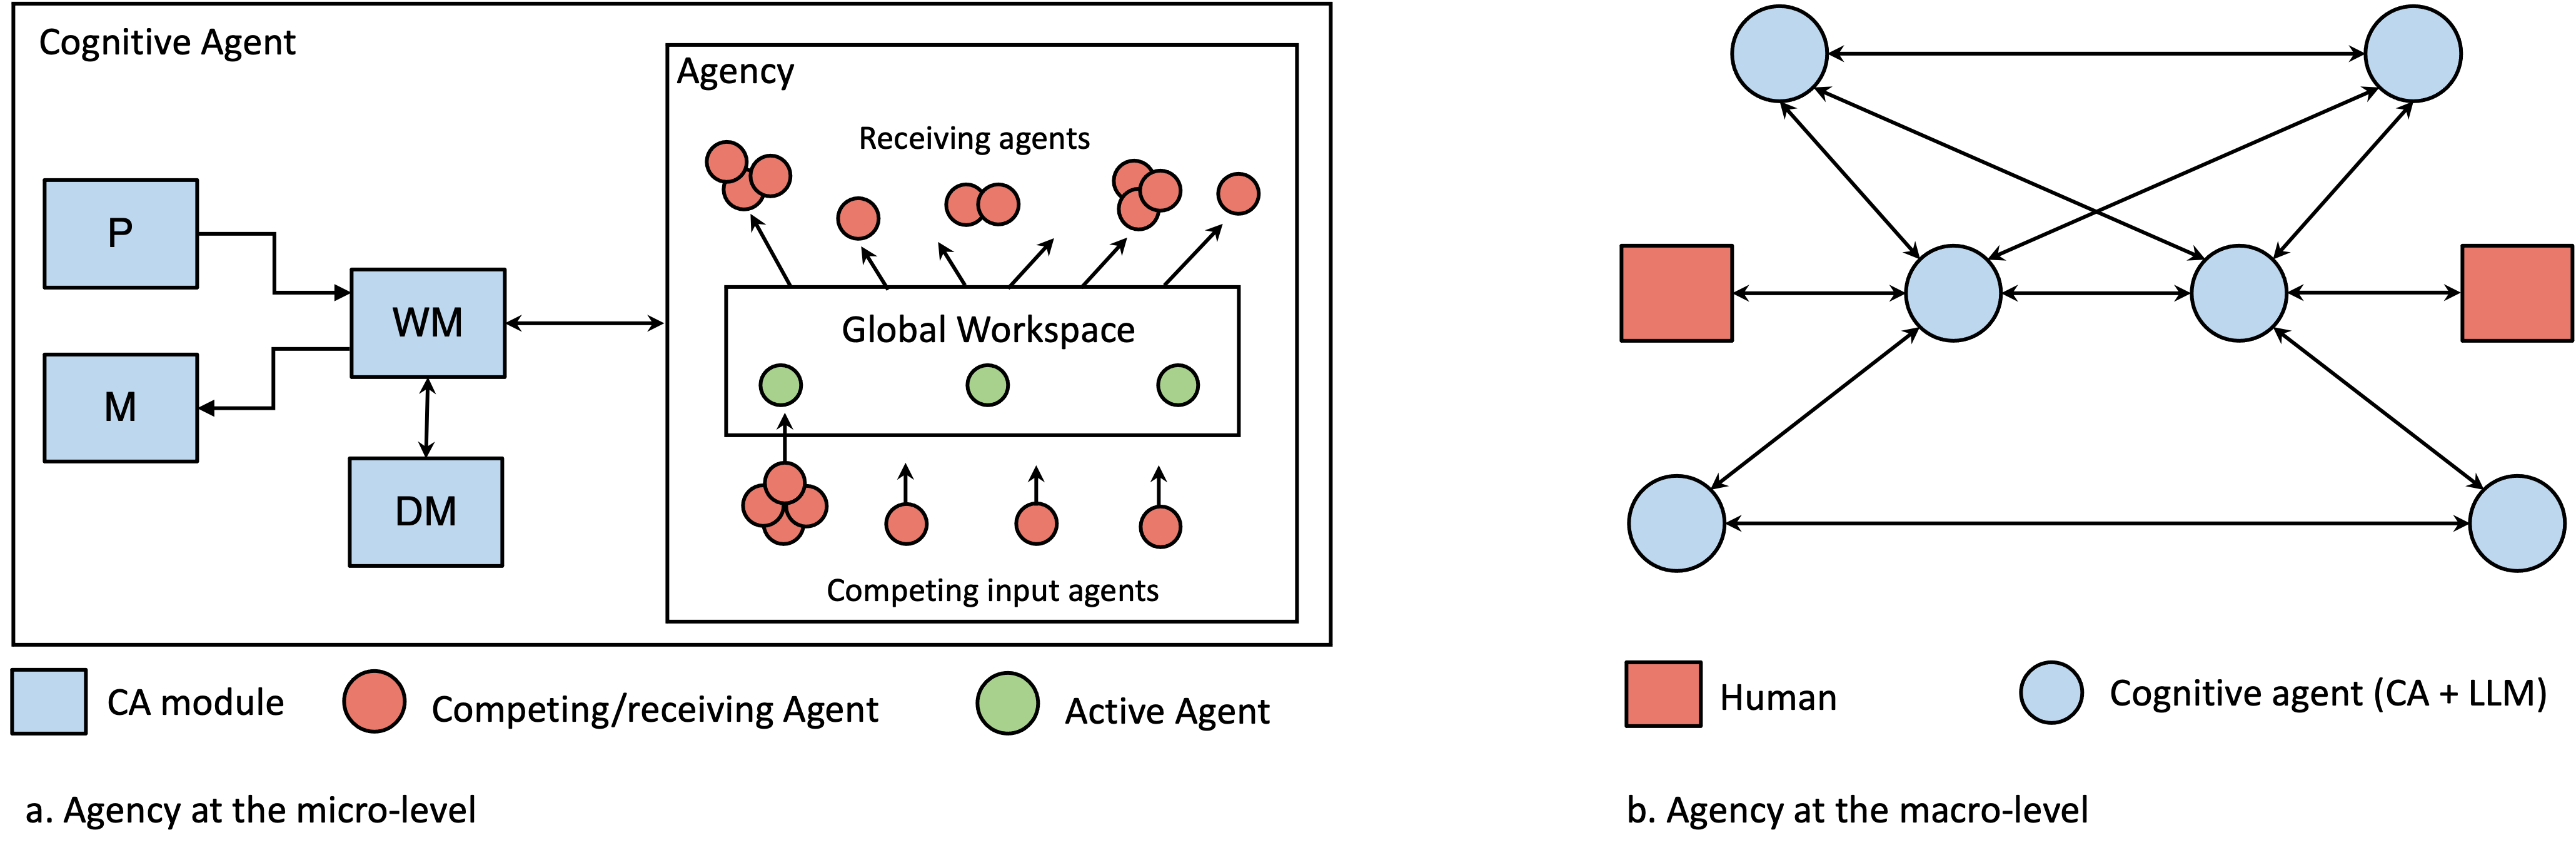 Cognitive Agent
Agency
Receiving agents
P
WM
M
DM
Global Workspace
Competing input agents
CA module
Competing/receiving Agent
Active Agent
a. Agency at the micro-level
Human
Cognitive agent (CA + LLM)
b. Agency at the macro-level